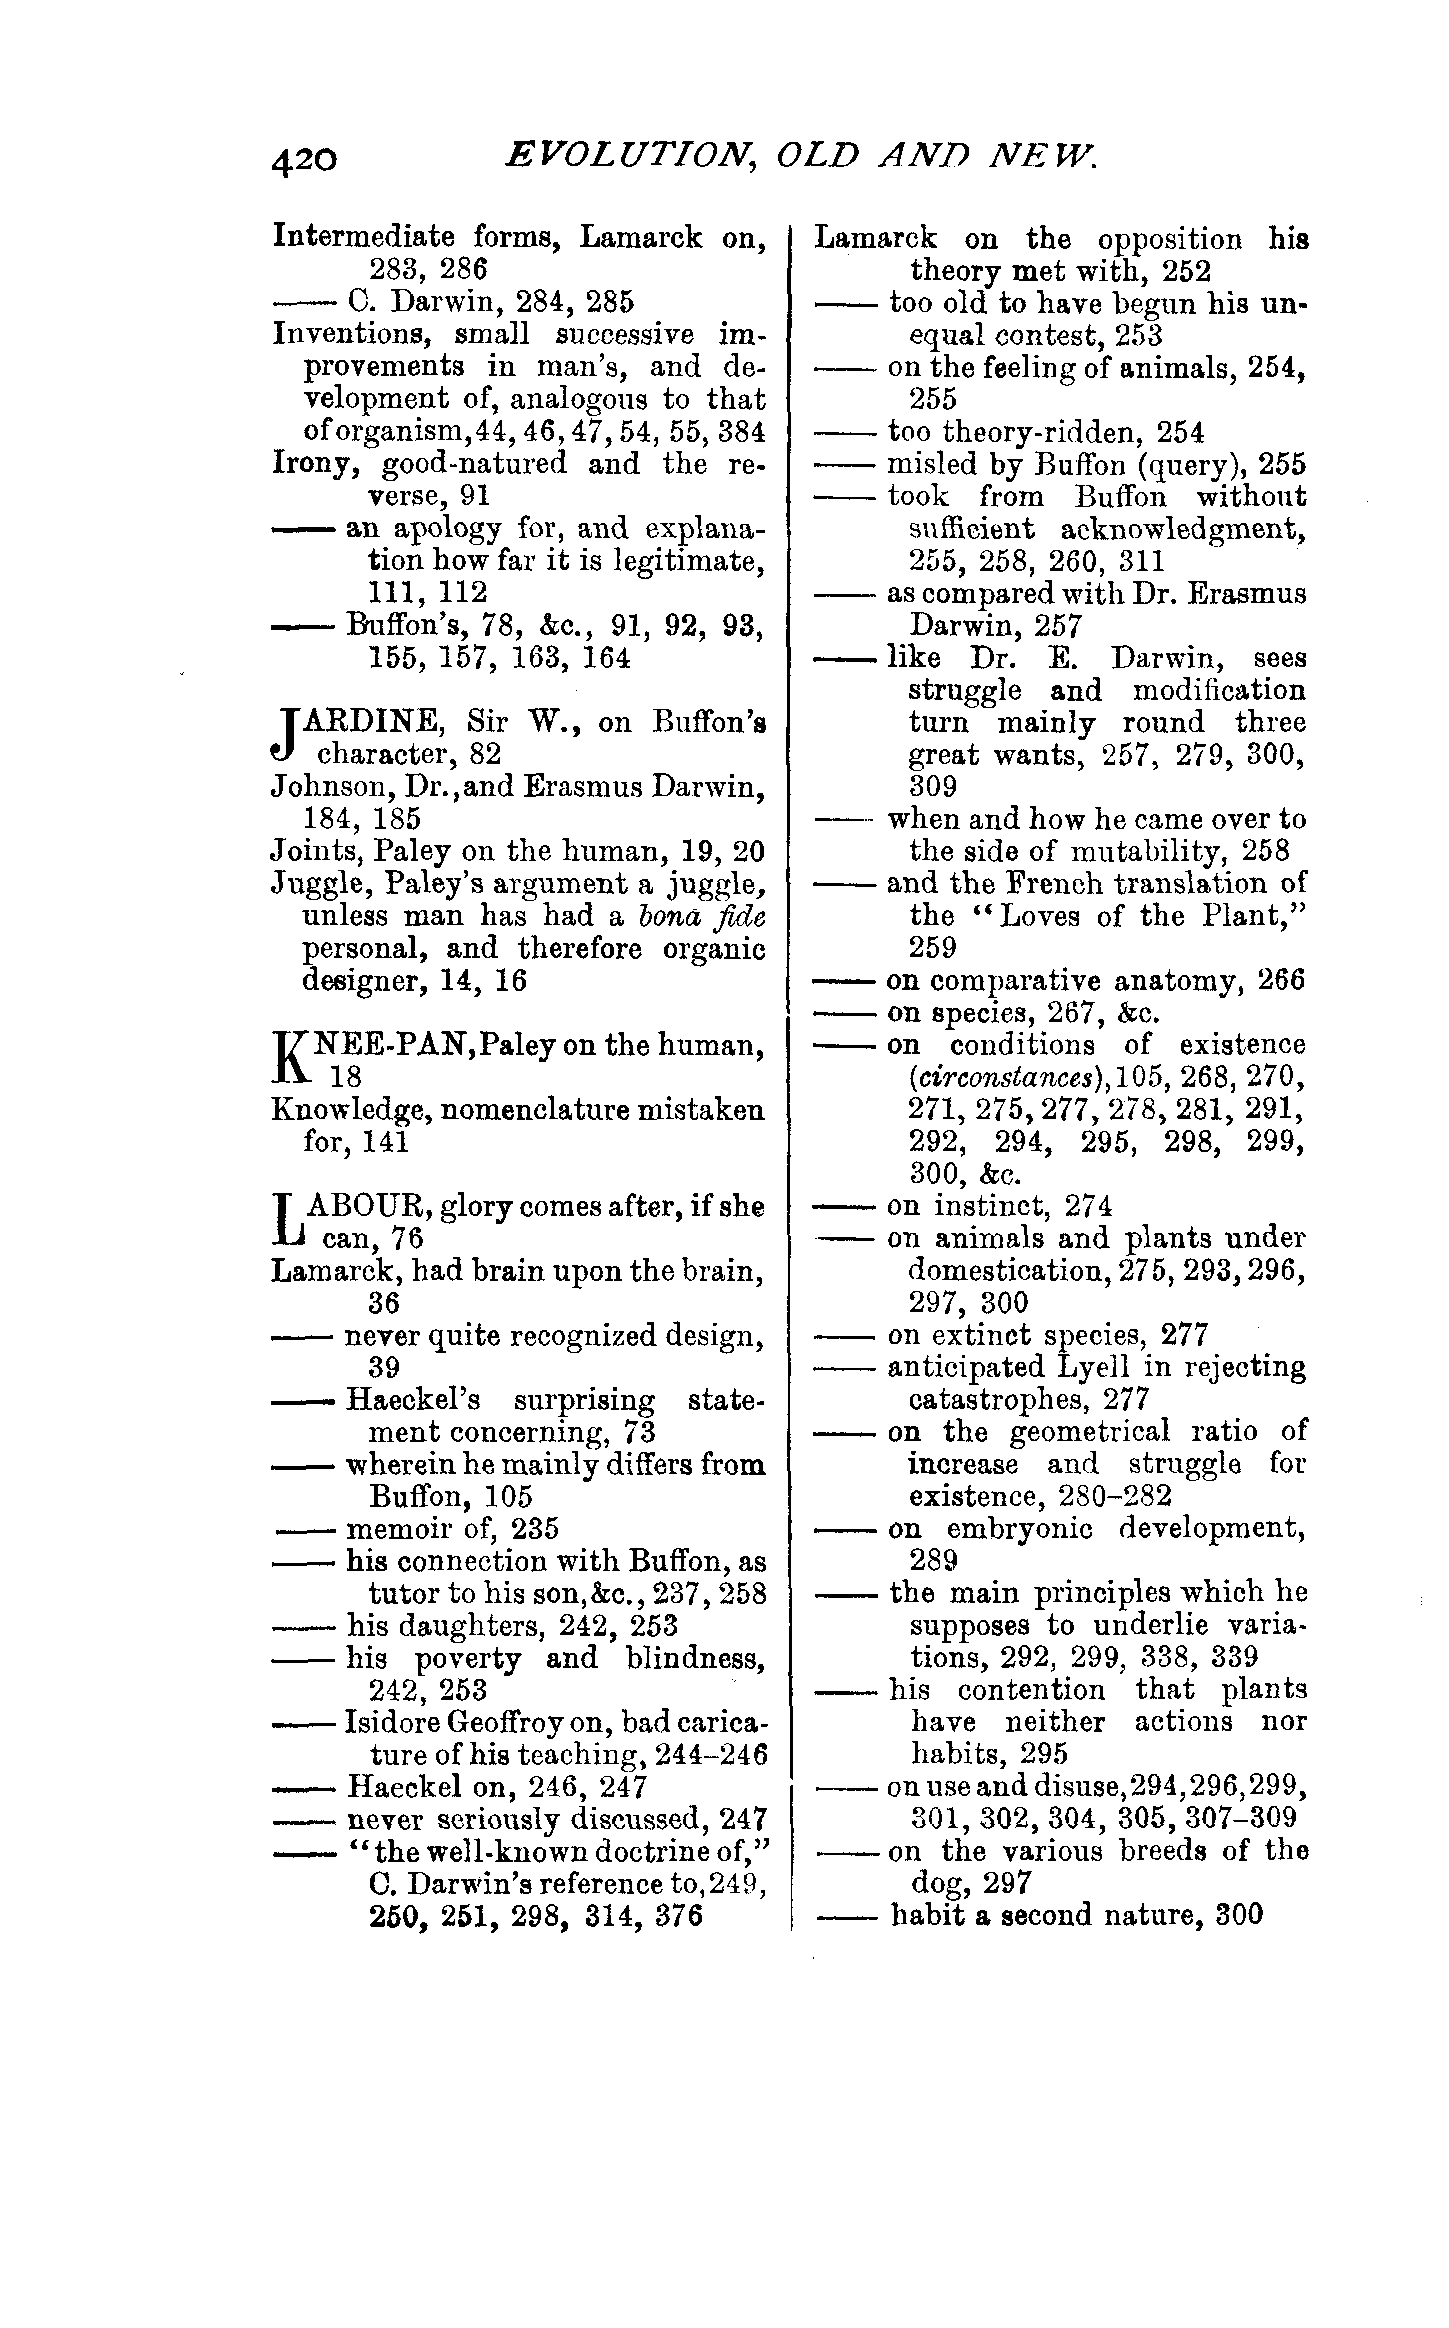 420 EVOLUTION, OLD AND NEW.
Intermediate forms, Lamarck on,
283, 286
—— C. Darwin, 284, 285
Inventions, small successive im-
provements in man's, and de-
velopment of, analogous to that
of organism, 44, 46, 47, 54, 55, 384
Irony, good-natured and the re-
verse, 91
—— an apology for, and explana-
tion how far it is legitimate,
111, 112
—— Buffon's, 78, &c., 91, 92, 93,
155, 157, 163, 164
JARDINE, Sir W., on Buffon's
character, 82
Johnson, Dr., and Erasmus Darwin,
184, 185
Joints, Paley on the human, 19, 20
Juggle, Paley's argument a juggle,
unless man has had a bonâ fide
personal, and therefore organic
designer, 14, 16
KNEE-PAN, Paley on the human,
18
Knowledge, nomenclature mistaken
for, 141
LABOUR, glory comes after, if she
can, 76
Lamarck, had brain upon the brain,
36
—— never quite recognized design,
39
—— Haeckel's surprising state-
ment concerning, 73
—— wherein he mainly differs from
Buffon, 105
—— memoir of, 235
—— his connection with Buffon, as
tutor to his son, &c., 237, 258
—— his daughters, 242, 253
—— his poverty and blindness,
242, 253
—— Isidore Geoffroy on, bad carica-
ture of his teaching, 244–246
—— Haeckel on, 246, 247
—— never seriously discussed, 247
—— "the well-known doctrine of,"
C. Darwin's reference to, 249,
250, 251, 298, 314, 376
Lamarck on the opposition his
theory met with, 252
—— too old to have begun his un-
equal contest, 253
—— on the feeling of animals, 254,
255
—— too theory-ridden, 254
—— misled by Buffon (query), 255
—— took from Buffon without
sufficient acknowledgment,
255, 258, 260, 311
—— as compared with Dr. Erasmus
Darwin, 257
—— like Dr. E. Darwin, sees
struggle and modification
turn mainly round three
great wants, 257, 279, 300,
309
—— when and how he came over to
the side of mutability, 258
—— and the French translation of
the "Loves of the Plant,"
259
—— on comparative anatomy, 266
—— on species, 267, &c.
—— on conditions of existence
(circonstances), 105, 268, 270,
271, 275, 277, 278, 281, 291,
292, 294, 295, 298, 299,
300, &c.
—— on instinct, 274
—— on animals and plants under
domestication, 275, 293, 296,
297, 300
—— on extinct species, 277
—— anticipated Lyell in rejecting
catastrophes, 277
—— on the geometrical ratio of
increase and struggle for
existence, 280–282
—— on embryonic development,
289
—— the main principles which he
supposes to underlie varia-
tions, 292, 299, 338, 339
—— his contention that plants
have neither actions nor
habits, 295
—— on use and disuse, 294, 296, 299,
301, 302, 304, 305, 307–309
—— on the various breeds of the
dog, 297
—— habit a second nature, 300